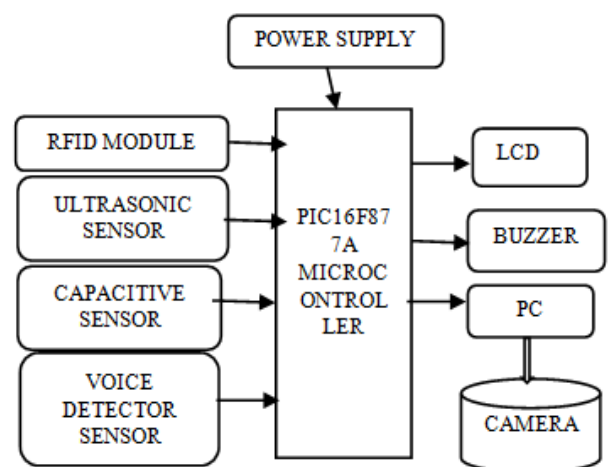 POWER SUPPLY
RFID MODULE
ULTRASONIC
SENSOR
CAPACITIVE
SENSOR
VOICE
DETECTOR
SENSOR
PIC16F87
7A
MICROC
ONTROL
LER
LCD
BUZZER
PC
CAMERA